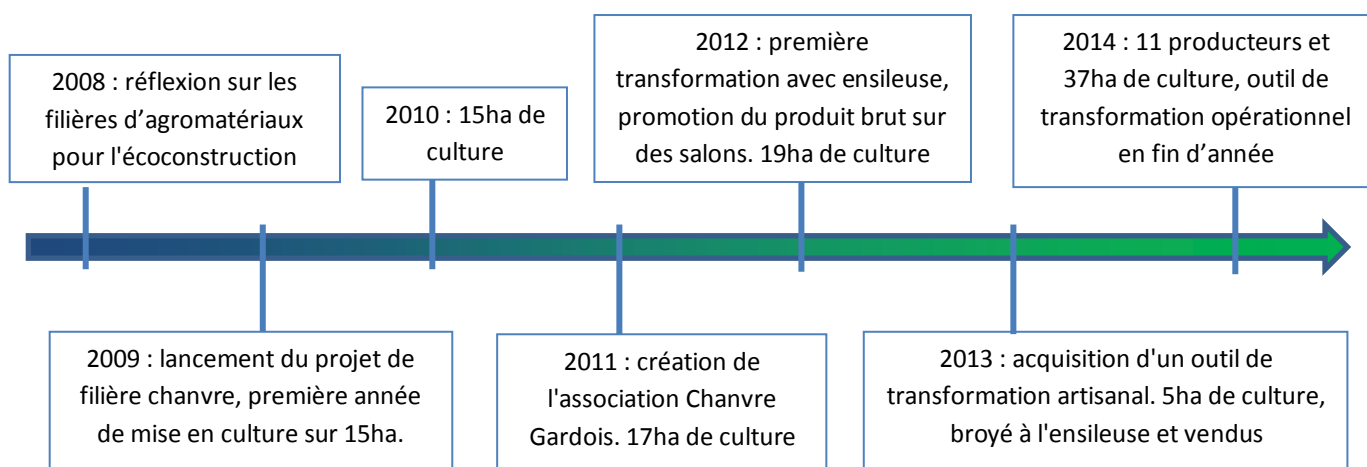 2008 : réflexion sur les
filières d’agromatériaux
pour l'écoconstruction
2009 : lancement du projet de
filière chanvre, première année
de mise en culture sur 15ha.
2010 : 15ha de
culture
2011 : création de
l'association Chanvre
Gardois. 17ha de culture
2012 : première
transformation avec ensileuse,
promotion du produit brut sur
des salons. 19ha de culture
2013 : acquisition d'un outil de
transformation artisanal. 5ha de culture,
broyé à l'ensileuse et vendus
2014 : 11 producteurs et
37ha de culture, outil de
transformation opérationnel
en fin d’année